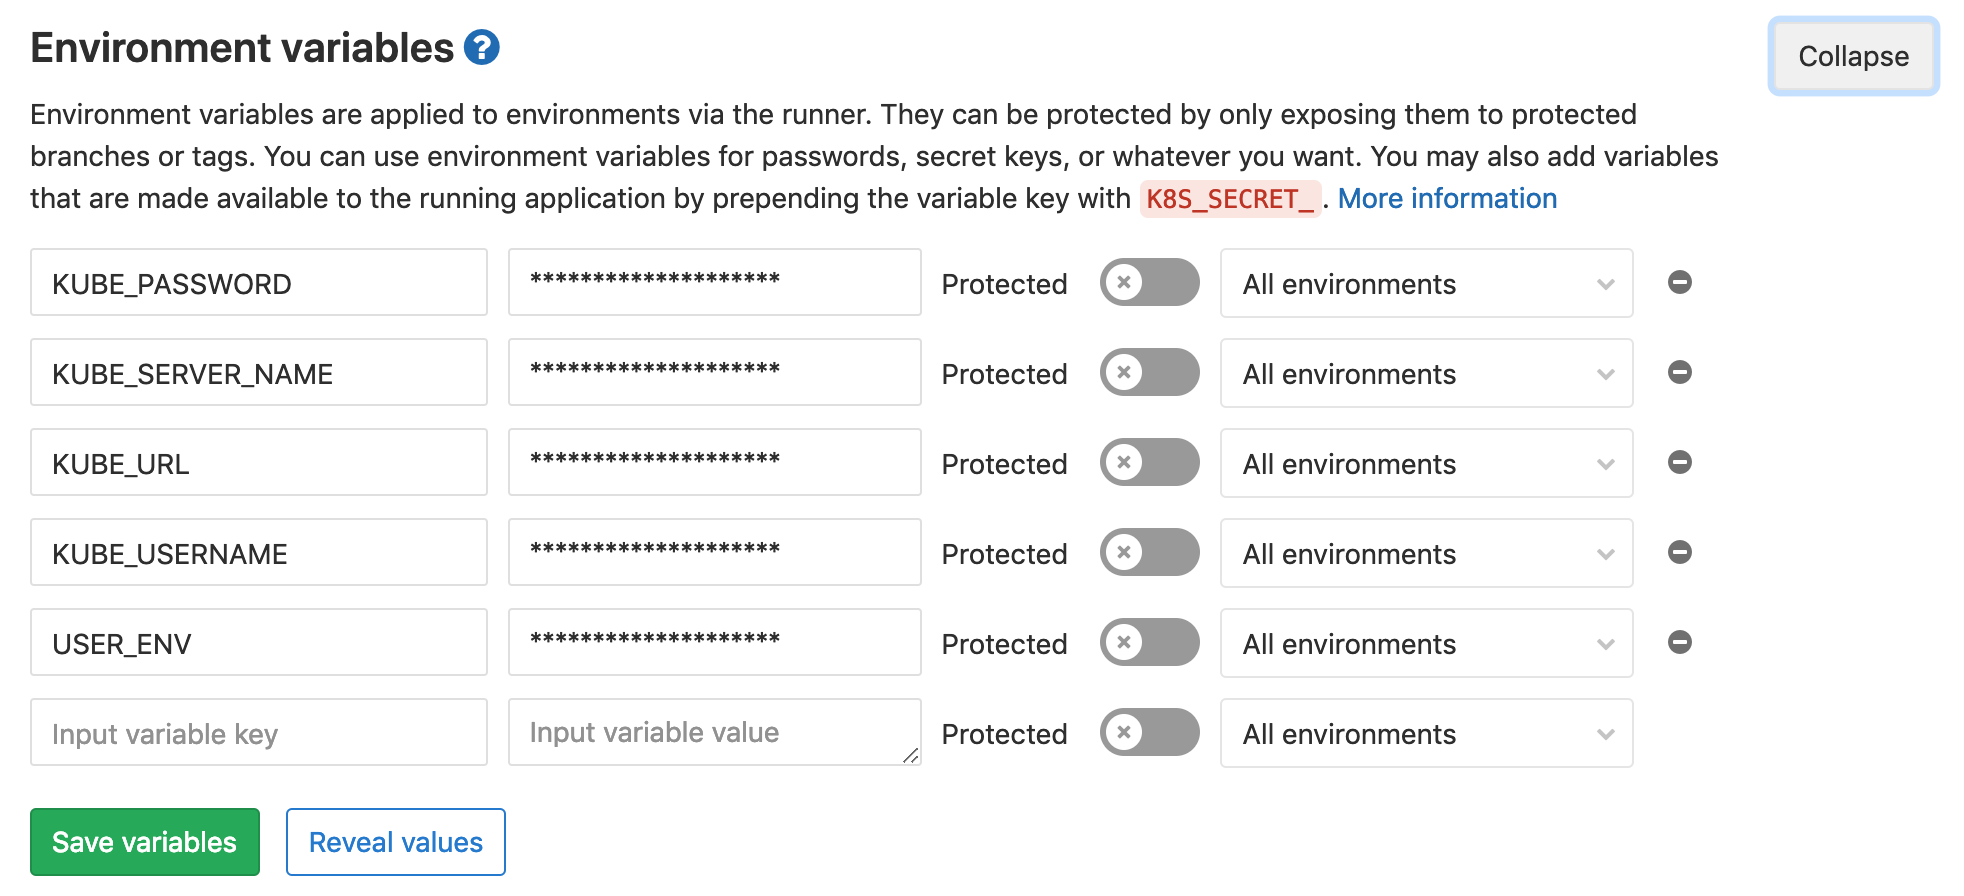 Environment variables ?
Collapse
Environment variables are applied to environments via the runner. They can be protected by only exposing them to protected
branches or tags. You can use environment variables for passwords, secret keys, or whatever you want. You may also add variables
that are made available to the running application by prepending the variable key with K8S_SECRET_ . More information
KUBE_PASSWORD ******************** Protected All environments
KUBE_SERVER_NAME ******************** Protected All environments
KUBE_URL ******************** Protected All environments
KUBE_USERNAME ******************** Protected All environments
USER_ENV ******************** Protected All environments
Input variable key Input variable value Protected All environments
Save variables Reveal values